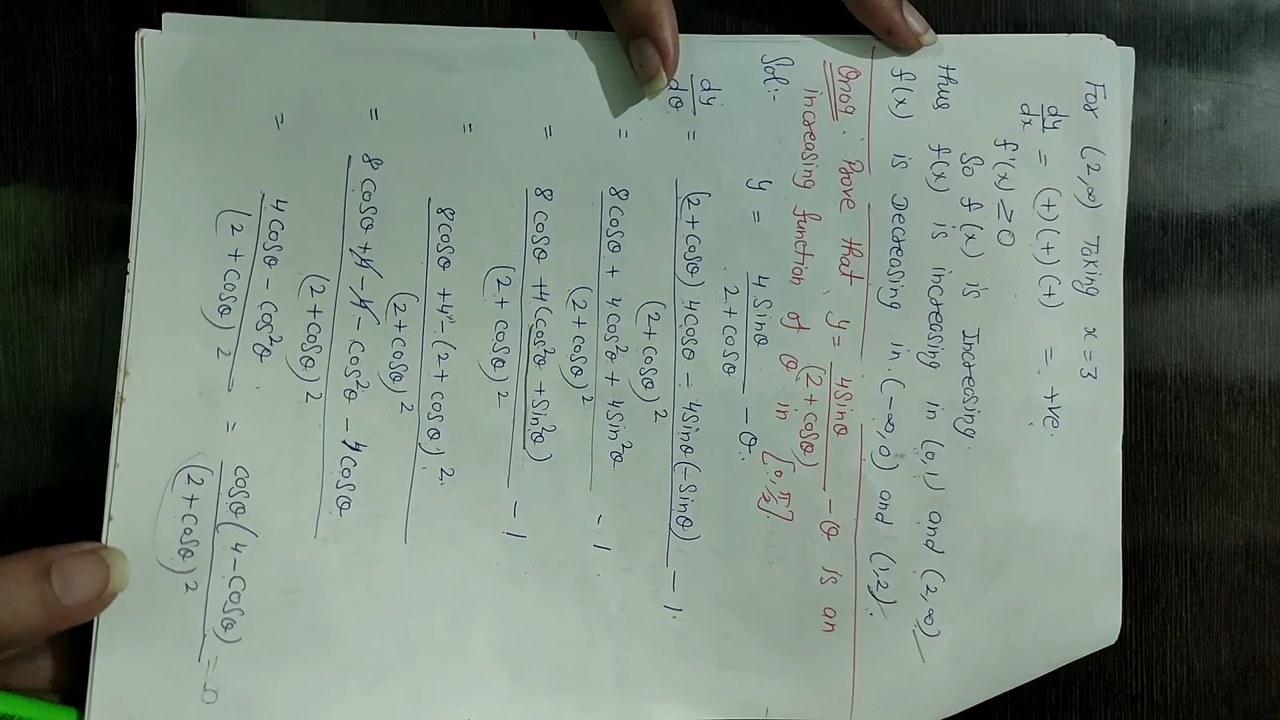 For (2,∞) Taking x = 3
dy/dx = (+)(+)(+) = +ve.
f'(x) ≥ 0
So f(x) is Increasing.
thus f(x) is increasing in (0,1) and (2,∞)
f(x) is Decreasing in (-∞,0) and (1,2).
Prove that y = 4sinθ/(2+cosθ) - θ is an
increasing function of θ in [0, π/2].
Sol:- y = 4sinθ/2+cosθ - θ.
dy/dθ = (2+cosθ) 4cosθ - 4sinθ(-sinθ)/(2+cosθ)² - 1.
= 8cosθ + 4cos²θ + 4sin²θ/(2+cosθ)² - 1.
= 8cosθ + 4(cos²θ + sin²θ)/(2+cosθ)² - 1
= 8cosθ + 4 - (2+cosθ)²/(2+cosθ)²
= 8cosθ + 4 - 4 - cos²θ - 4cosθ/(2+cosθ)²
= 4cosθ - cos²θ/(2+cosθ)² = cosθ(4-cosθ)/(2+cosθ)² = 0